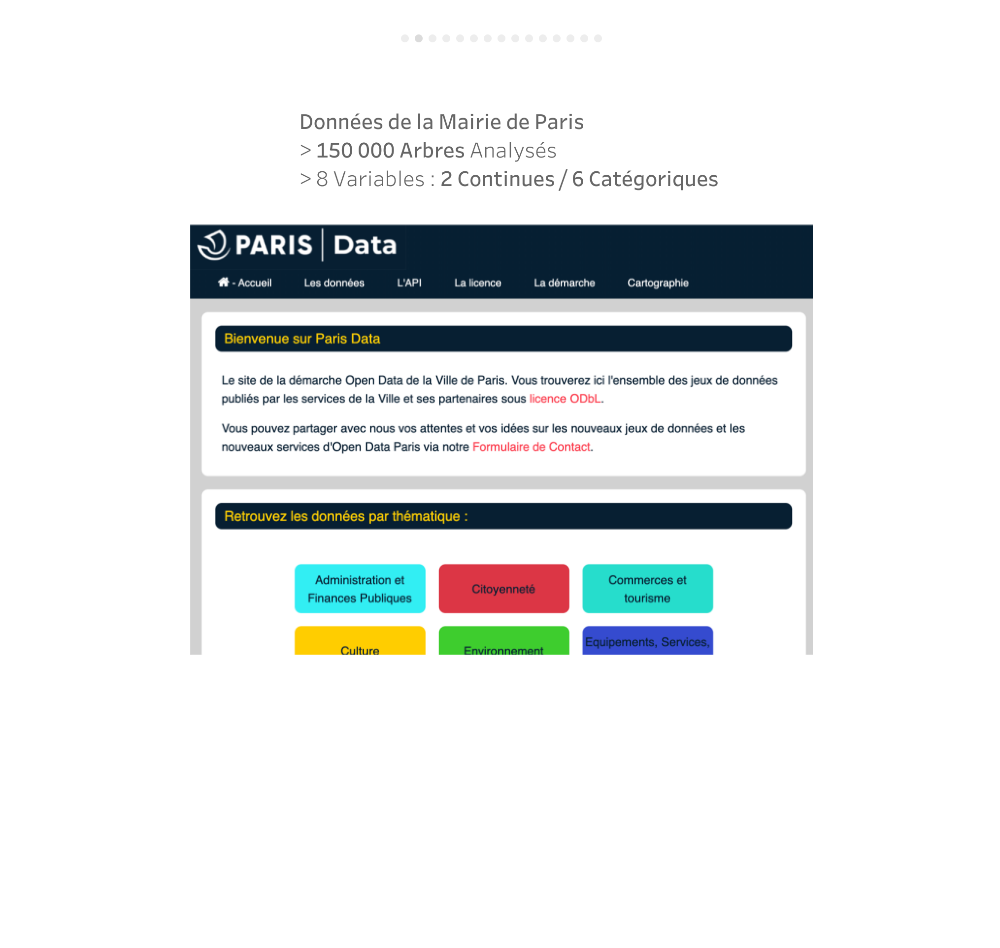 Données de la Mairie de Paris
> 150 000 Arbres Analysés
> 8 Variables : 2 Continues / 6 Catégoriques
PARIS | Data
- Accueil Les données L'API La licence La démarche Cartographie
Bienvenue sur Paris Data
Le site de la démarche Open Data de la Ville de Paris. Vous trouverez ici l'ensemble des jeux de données
publiés par les services de la Ville et ses partenaires sous licence ODbL.
Vous pouvez partager avec nous vos attentes et vos idées sur les nouveaux jeux de données et les
nouveaux services d'Open Data Paris via notre Formulaire de Contact.
Retrouvez les données par thématique :
Administration et
Finances Publiques
Citoyenneté
Commerces et
tourisme
Culture
Environnement
Equipements, Services,